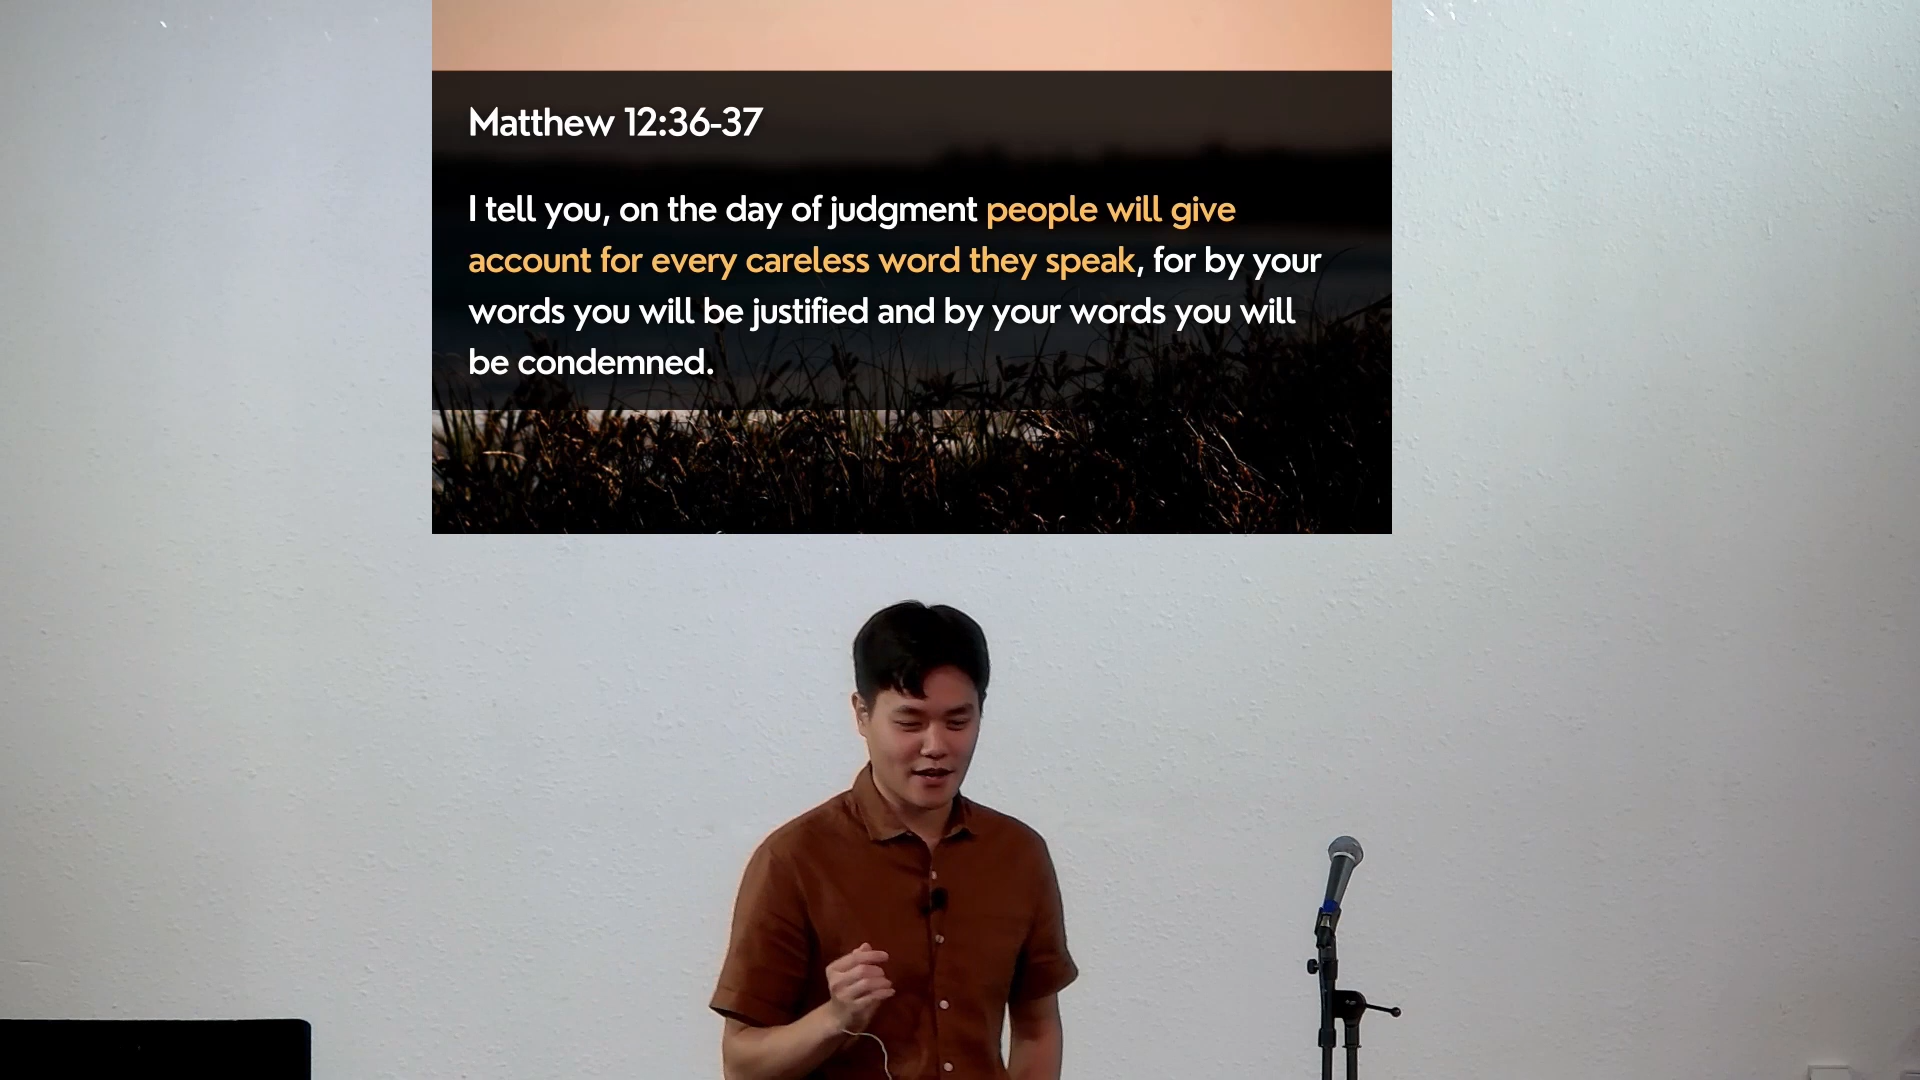 Matthew 12:36-37
I tell you, on the day of judgment people will give
account for every careless word they speak, for by your
words you will be justified and by your words you will
be condemned.